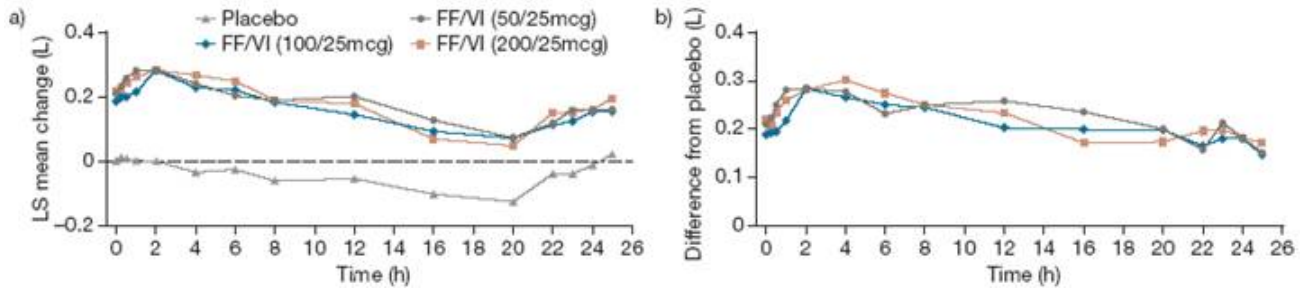 a)
Placebo
FF/VI (50/25mcg)
FF/VI (100/25mcg)
FF/VI (200/25mcg)
LS mean change (L)
0.4
0.2
0
–0.2
0 2 4 6 8 10 12 14 16 18 20 22 24 26
Time (h)
b)
Difference from placebo (L)
0.4
0.3
0.2
0.1
0
0 2 4 6 8 10 12 14 16 18 20 22 24 26
Time (h)